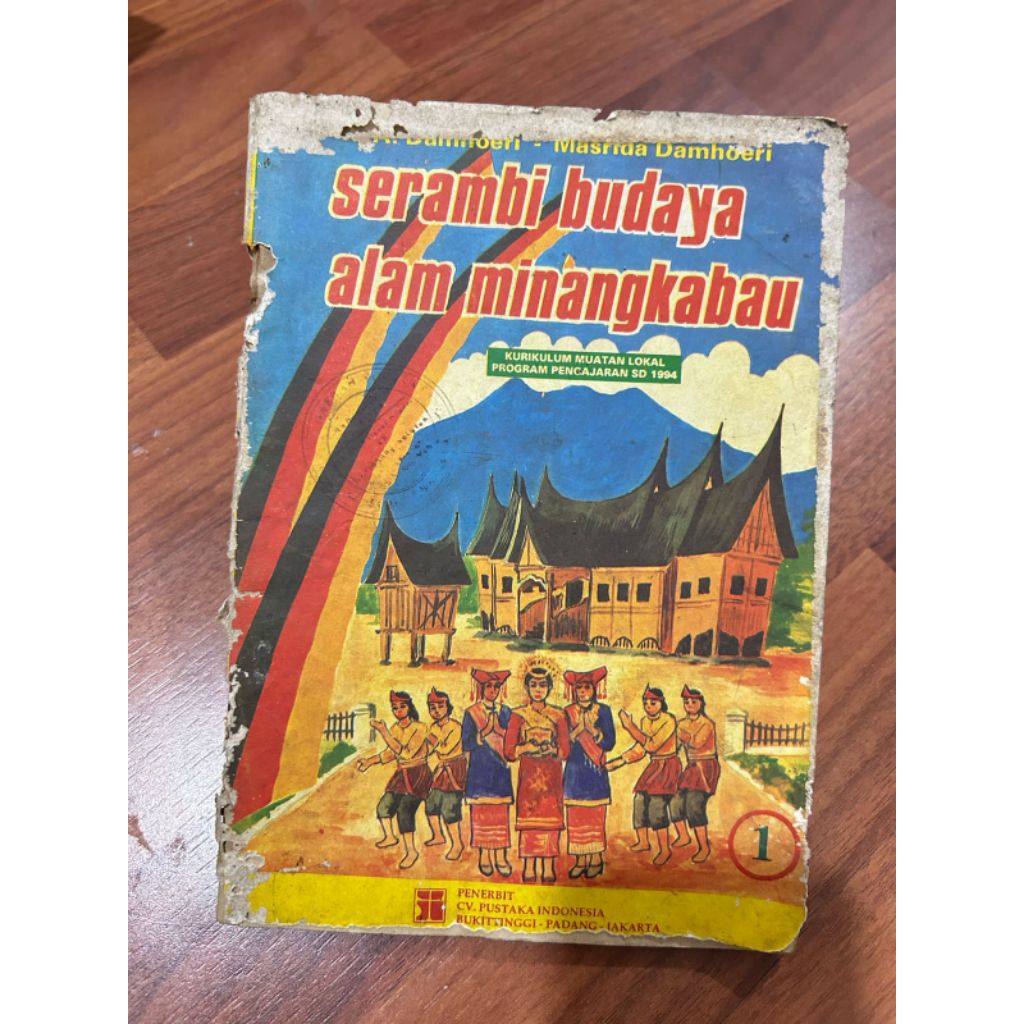 A. Damhoeri - Masrida Damhoeri
serambi budaya
alam minangkabau
KURIKULUM MUATAN LOKAL
PROGRAM PENCAJARAN SD 1994
1
PENERBIT
CV. PUSTAKA INDONESIA
BUKITTINGGI - PADANG - JAKARTA